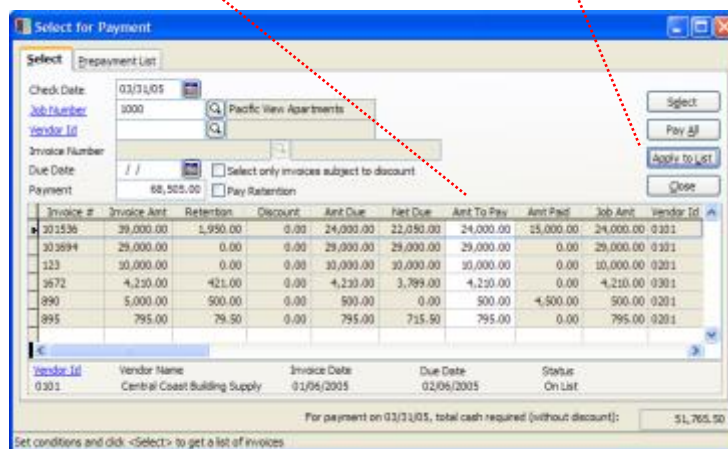 Select for Payment
Select Prepayment List
Check Date 03/31/05
Job Number 1000 Pacific View Apartments
Vendor Id
Invoice Number
Due Date / / Select only invoices subject to discount
Payment 68,505.00 Pay Retention
Select
Pay All
Apply to List
Close
Invoice # Invoice Amt Retention Discount Amt Due Net Due Amt To Pay Amt Paid Job Amt Vendor Id
101536 39,000.00 1,950.00 0.00 24,000.00 22,050.00 24,000.00 15,000.00 24,000.00 0101
103694 29,000.00 0.00 0.00 29,000.00 29,000.00 29,000.00 0.00 29,000.00 0201
123 10,000.00 0.00 0.00 10,000.00 10,000.00 10,000.00 0.00 10,000.00 0201
1672 4,210.00 421.00 0.00 4,210.00 3,789.00 4,210.00 0.00 4,210.00 0301
890 5,000.00 500.00 0.00 500.00 0.00 500.00 4,500.00 500.00 0201
895 795.00 79.50 0.00 795.00 715.50 795.00 0.00 795.00 0201
Vendor Id Vendor Name Invoice Date Due Date Status
0101 Central Coast Building Supply 01/06/2005 02/06/2005 On List
For payment on 03/31/05, total cash required (without discount): 51,765.50
Set conditions and click <Select> to get a list of invoices